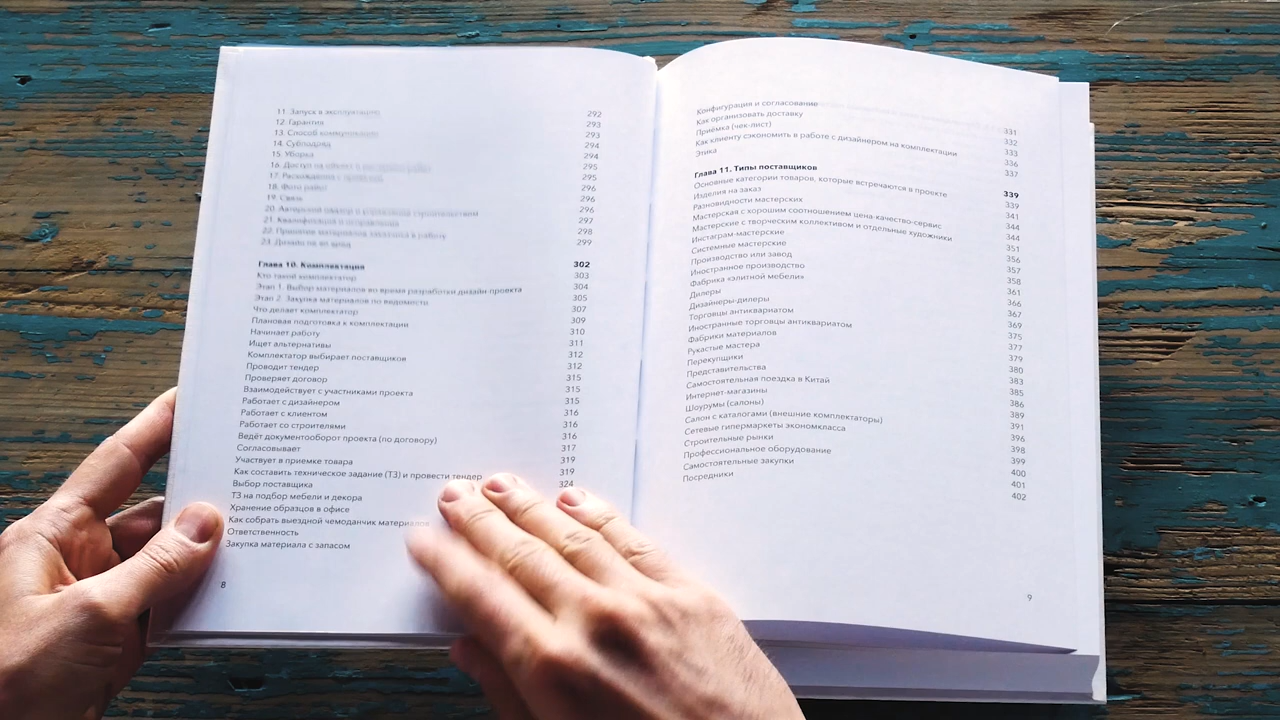 11. Запуск в эксплуатацию 292
12. Гарантия 293
13. Способ коммуникации 293
14. Субподряд 294
15. Уборка 294
16. Доступ на объект и работ 295
17. Расхождения с 295
18. Фото работ 296
19. Связь 296
20. Авторский надзор и управление строительством 296
21. Квалификация и 297
22. материалов заказчика в работу 298
23. Дизайн не во вред 299
Глава 10. Комплектация 302
Кто такой комплектатор 303
Этап 1. Выбор материалов во время разработки дизайн-проекта 304
Этап 2. Закупка материалов по ведомости 305
Что делает комплектатор 307
Плановая подготовка к комплектации 309
Начинает работу 310
Ищет альтернативы 311
Комплектатор выбирает поставщиков 312
Проводит тендер 312
Проверяет договор 315
Взаимодействует с участниками проекта 315
Работает с дизайнером 315
Работает с клиентом 316
Работает со строителями 316
Ведёт документооборот проекта (по договору) 316
Согласовывает 317
Участвует в приемке товара 319
Как составить техническое задание (ТЗ) и провести тендер 319
Выбор поставщика 324
ТЗ на подбор мебели и декора
Хранение образцов в офисе
Как собрать выездной чемоданчик материалов
Ответственность
Закупка материала с запасом
8
Конфигурация и согласование 331
Как организовать доставку 332
Приёмка (чек-лист) 333
Как клиенту сэкономить в работе с дизайнером на комплектации 336
Этика 337
Глава 11. Типы поставщиков 339
Основные категории товаров, которые встречаются в проекте 339
Изделия на заказ 341
Разновидности мастерских 344
Мастерская с хорошим соотношением цена-качество-сервис 344
Мастерские с творческим коллективом и отдельные художники 351
Инстаграм-мастерские 356
Системные мастерские 357
Производство или завод 358
Иностранное производство 361
Фабрика «элитной мебели» 366
Дилеры 367
Дизайнеры-дилеры 369
Торговцы антиквариатом 375
Иностранные торговцы антиквариатом 377
Фабрики материалов 379
Рукастые мастера 380
Перекупщики 383
Представительства 385
Самостоятельная поездка в Китай 386
Интернет-магазины 389
Шоурумы (салоны) 391
Салон с каталогами (внешние комплектаторы) 396
Сетевые гипермаркеты экономкласса 398
Строительные рынки 399
Профессиональное оборудование 400
Самостоятельные закупки 401
Посредники 402
9